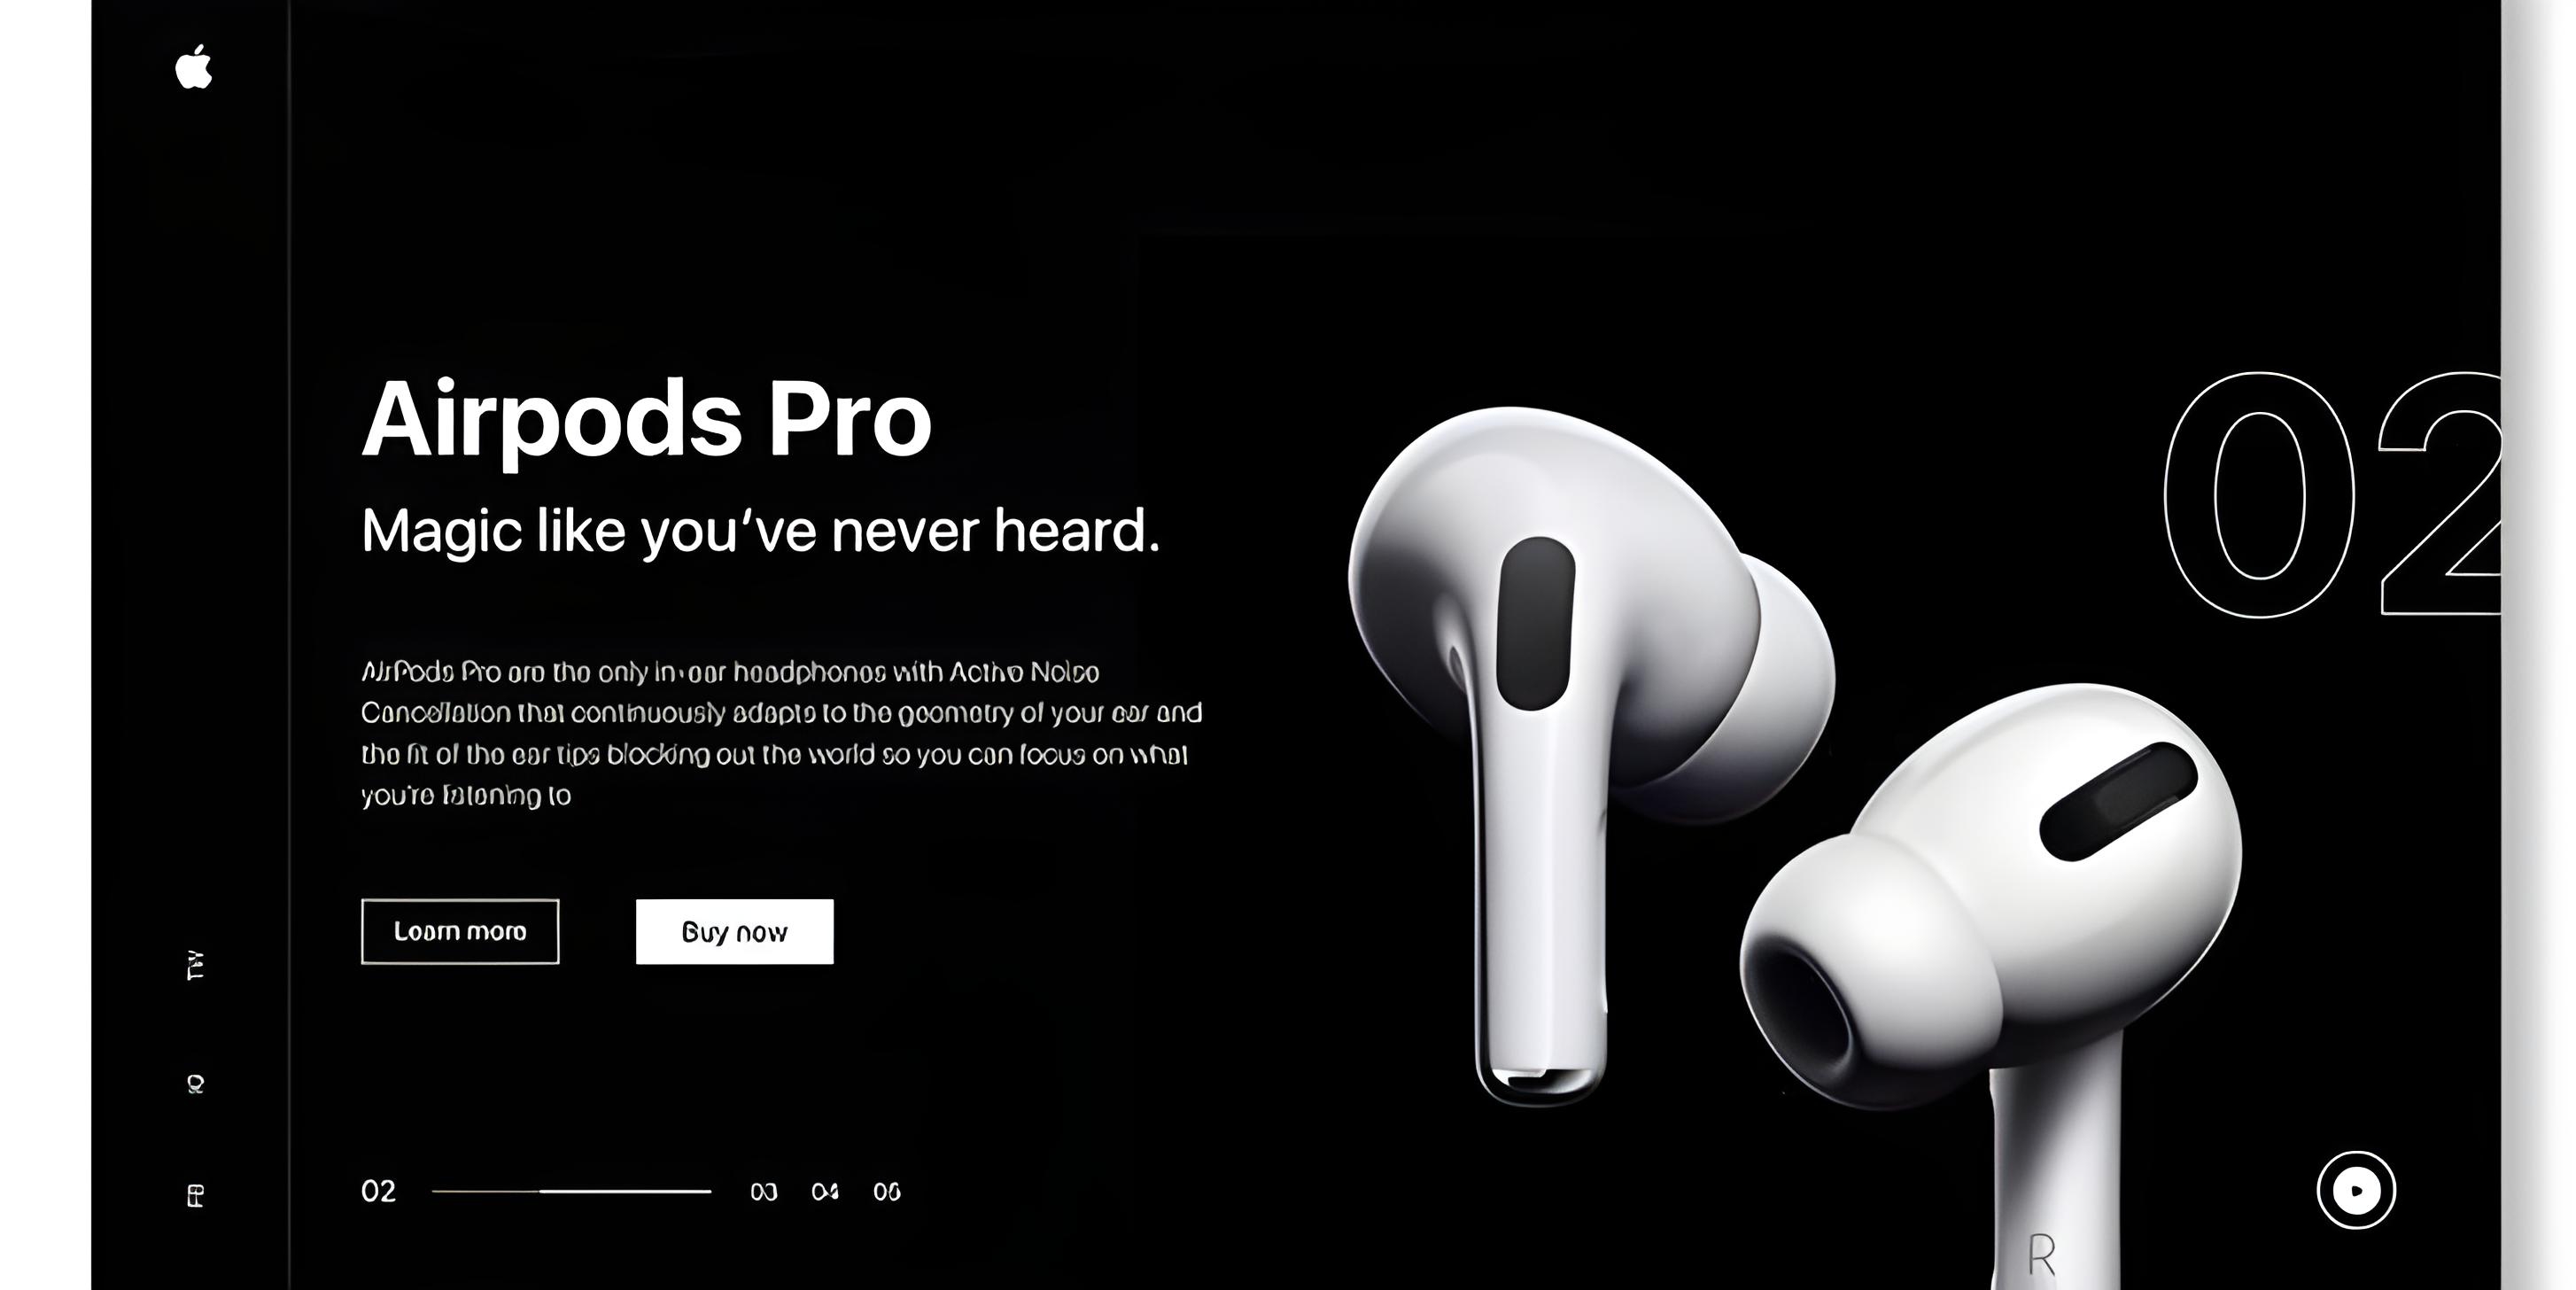 Airpods Pro
Magic like you've never heard.
02
AirPods Pro are the only in-ear headphones with Active Noise
Cancellation that continuously adapts to the geometry of your ear and
the fit of the ear tips blocking out the world so you can focus on what
you're listening to
Learn more
Buy now
TW
FB
02
03 04
R